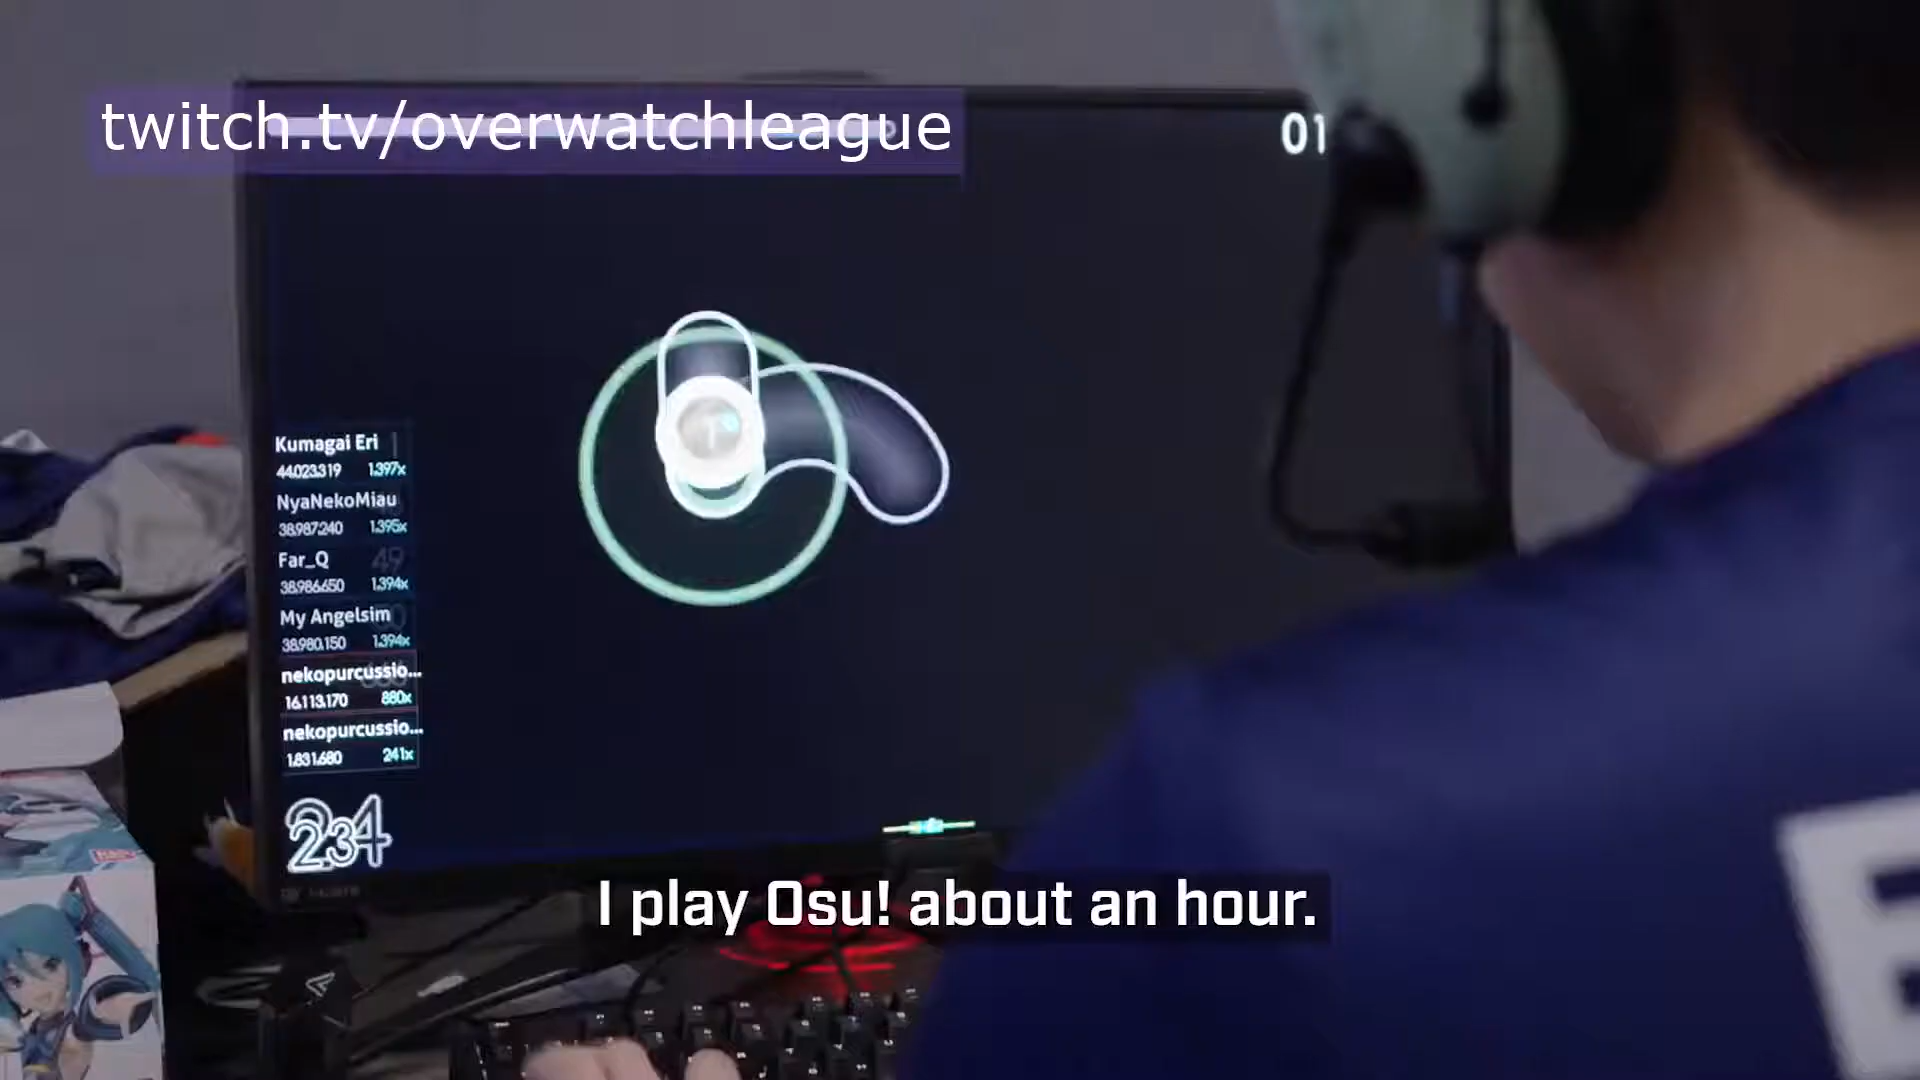 twitch.tv/overwatchleague
01
Kumagai Eri
44.023.319 1.397x
NyaNekoMiau
38.987.240 1.395x
Far_Q
38.986.650 1.394x
My Angelsim
38.980.150 1.394x
nekopurcussio...
16.113.170 880x
nekopurcussio...
1.831.680 241x
234
I play Osu! about an hour.
E